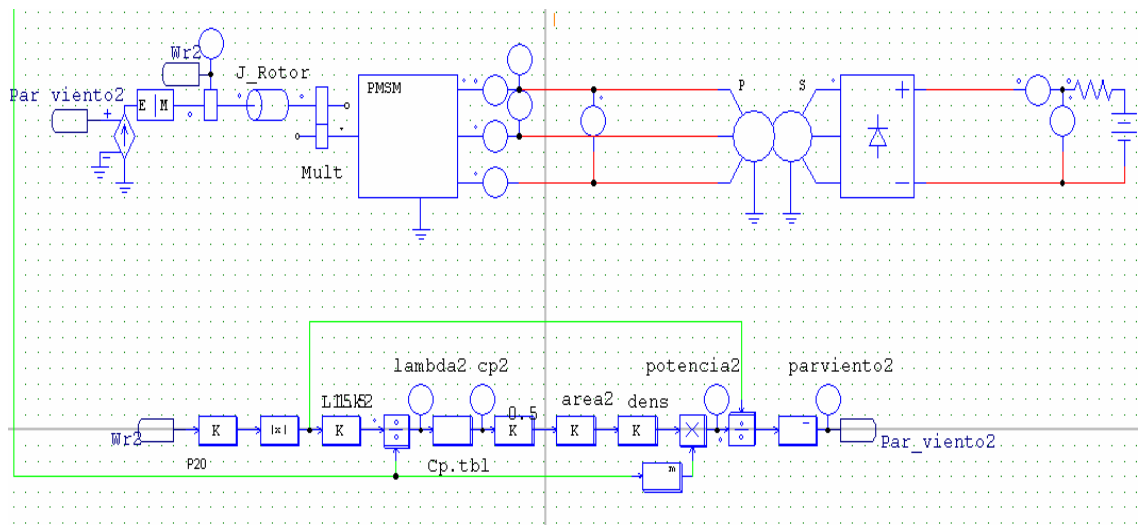 Wr2
J_Rotor
Par viento2
E M
PMSM
P
S
Mult
lambda2 cp2
potencia2
parviento2
0.5
area2
dens
K
|x|
K
K
K
K
m
Wr2
Par_viento2
P20
Cp.tbl